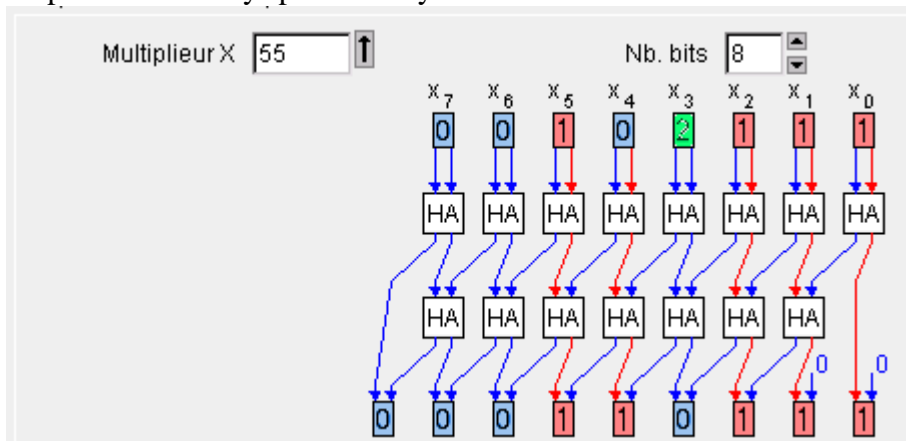 Multiplieur X 55 Nb. bits 8
X7 X6 X5 X4 X3 X2 X1 X0
0 0 1 0 2 1 1 1
HA HA HA HA HA HA HA HA
HA HA HA HA HA HA HA
0 0
0 0 0 1 1 0 1 1 1